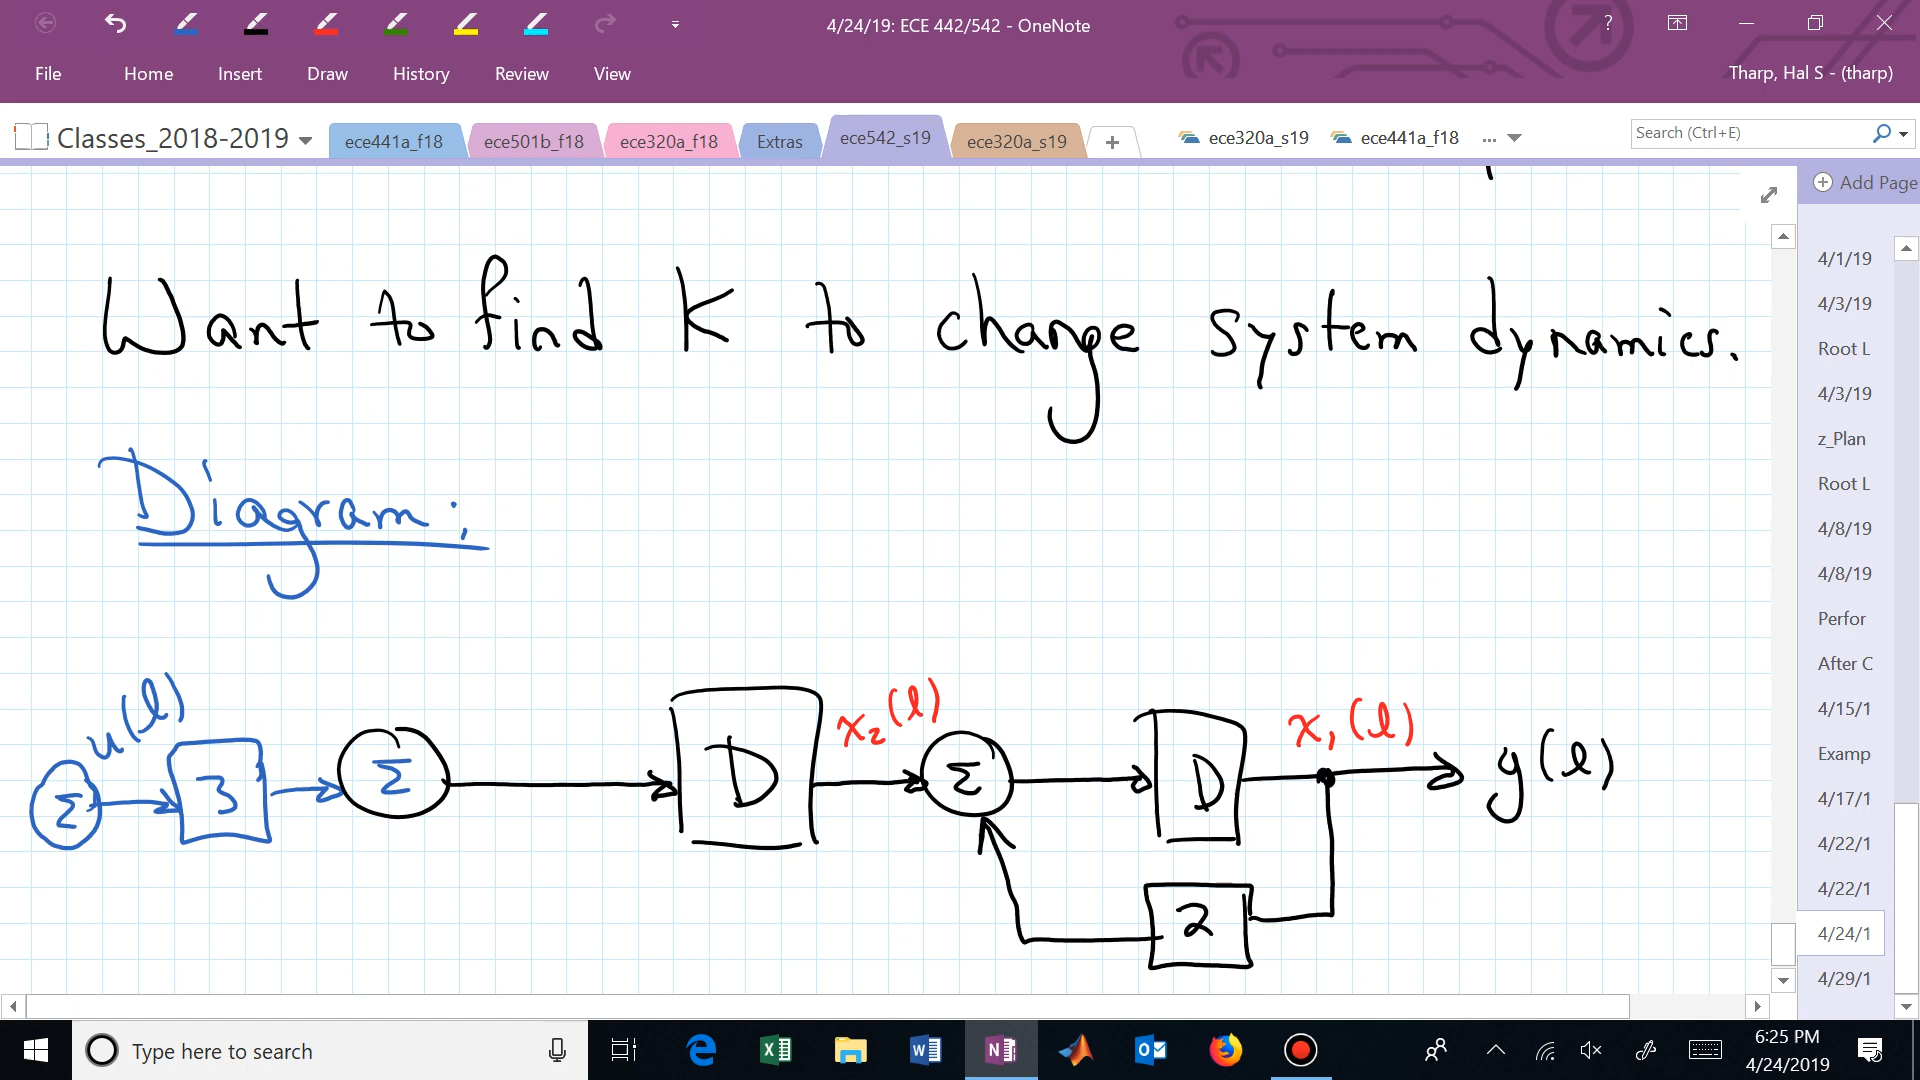 4/24/19: ECE 442/542 - OneNote
?
File Home Insert Draw History Review View
Tharp, Hal S - (tharp)
Classes_2018-2019
ece441a_f18 ece501b_f18 ece320a_f18 Extras ece542_s19 ece320a_s19 +
ece320a_s19 ece441a_f18 ...
Search (Ctrl+E)
Add Page
4/1/19
4/3/19
Root L
4/3/19
z_Plan
Root L
4/8/19
4/8/19
Perfor
After C
4/15/1
Examp
4/17/1
4/22/1
4/22/1
4/24/1
4/29/1
Want to find K to change system dynamics.
Diagram:
u(l) x₂(l) x₁(l)
Σ 3 Σ D Σ D y(l)
2
Type here to search
6:25 PM
4/24/2019